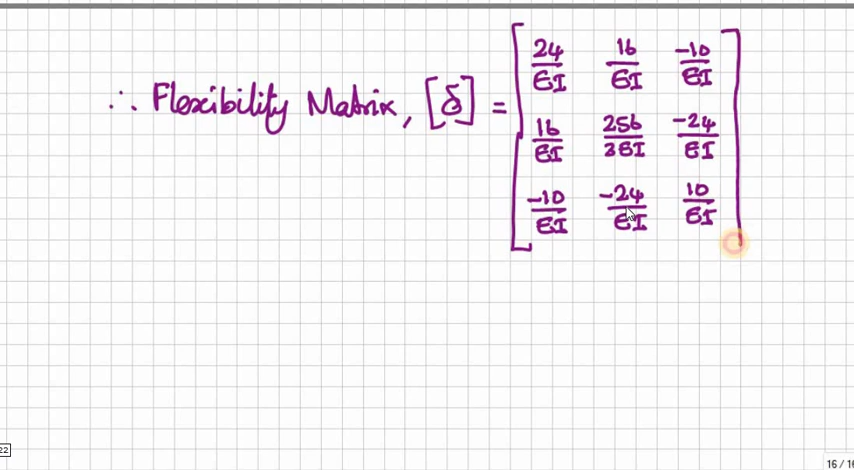 24/EI 16/EI -10/EI
∴ Flexibility Matrix, [δ] =
16/EI 256/3EI -24/EI
-10/EI -24/EI 10/EI
22
16 / 16